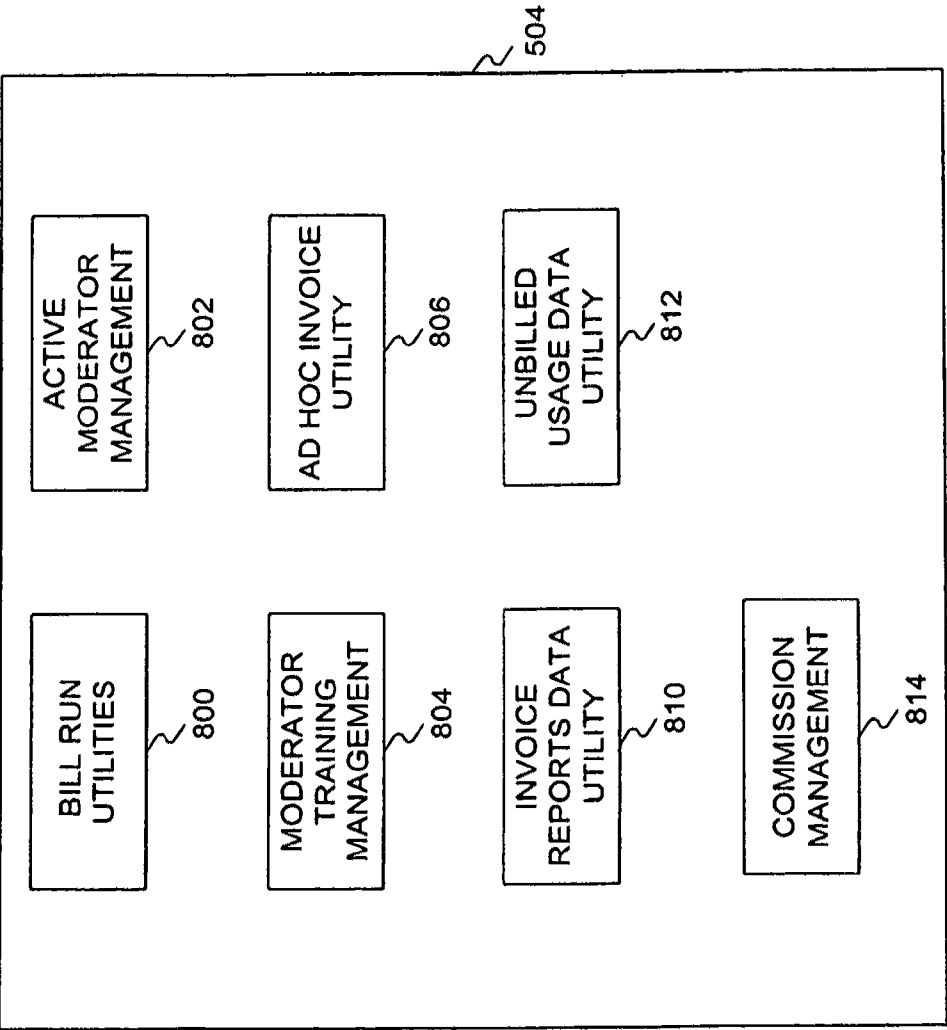 504
BILL RUN
UTILITIES
800
ACTIVE
MODERATOR
MANAGEMENT
802
MODERATOR
TRAINING
MANAGEMENT
804
AD HOC INVOICE
UTILITY
806
INVOICE
REPORTS DATA
UTILITY
810
UNBILLED
USAGE DATA
UTILITY
812
COMMISSION
MANAGEMENT
814